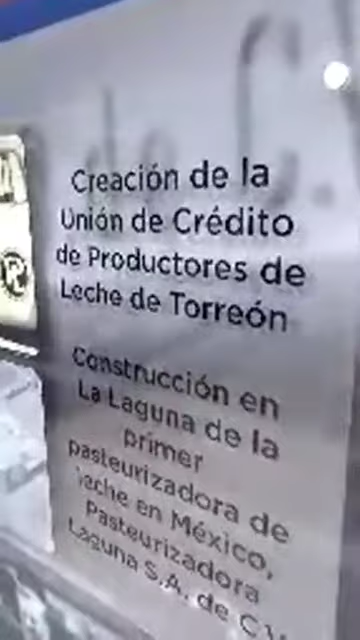 Creación de la
Unión de Crédito
de Productores de
Leche de Torreón
Construcción en
La Laguna de la
primer
pasteurizadora de
leche en México,
Pasteurizadora
Laguna S.A. de C.V